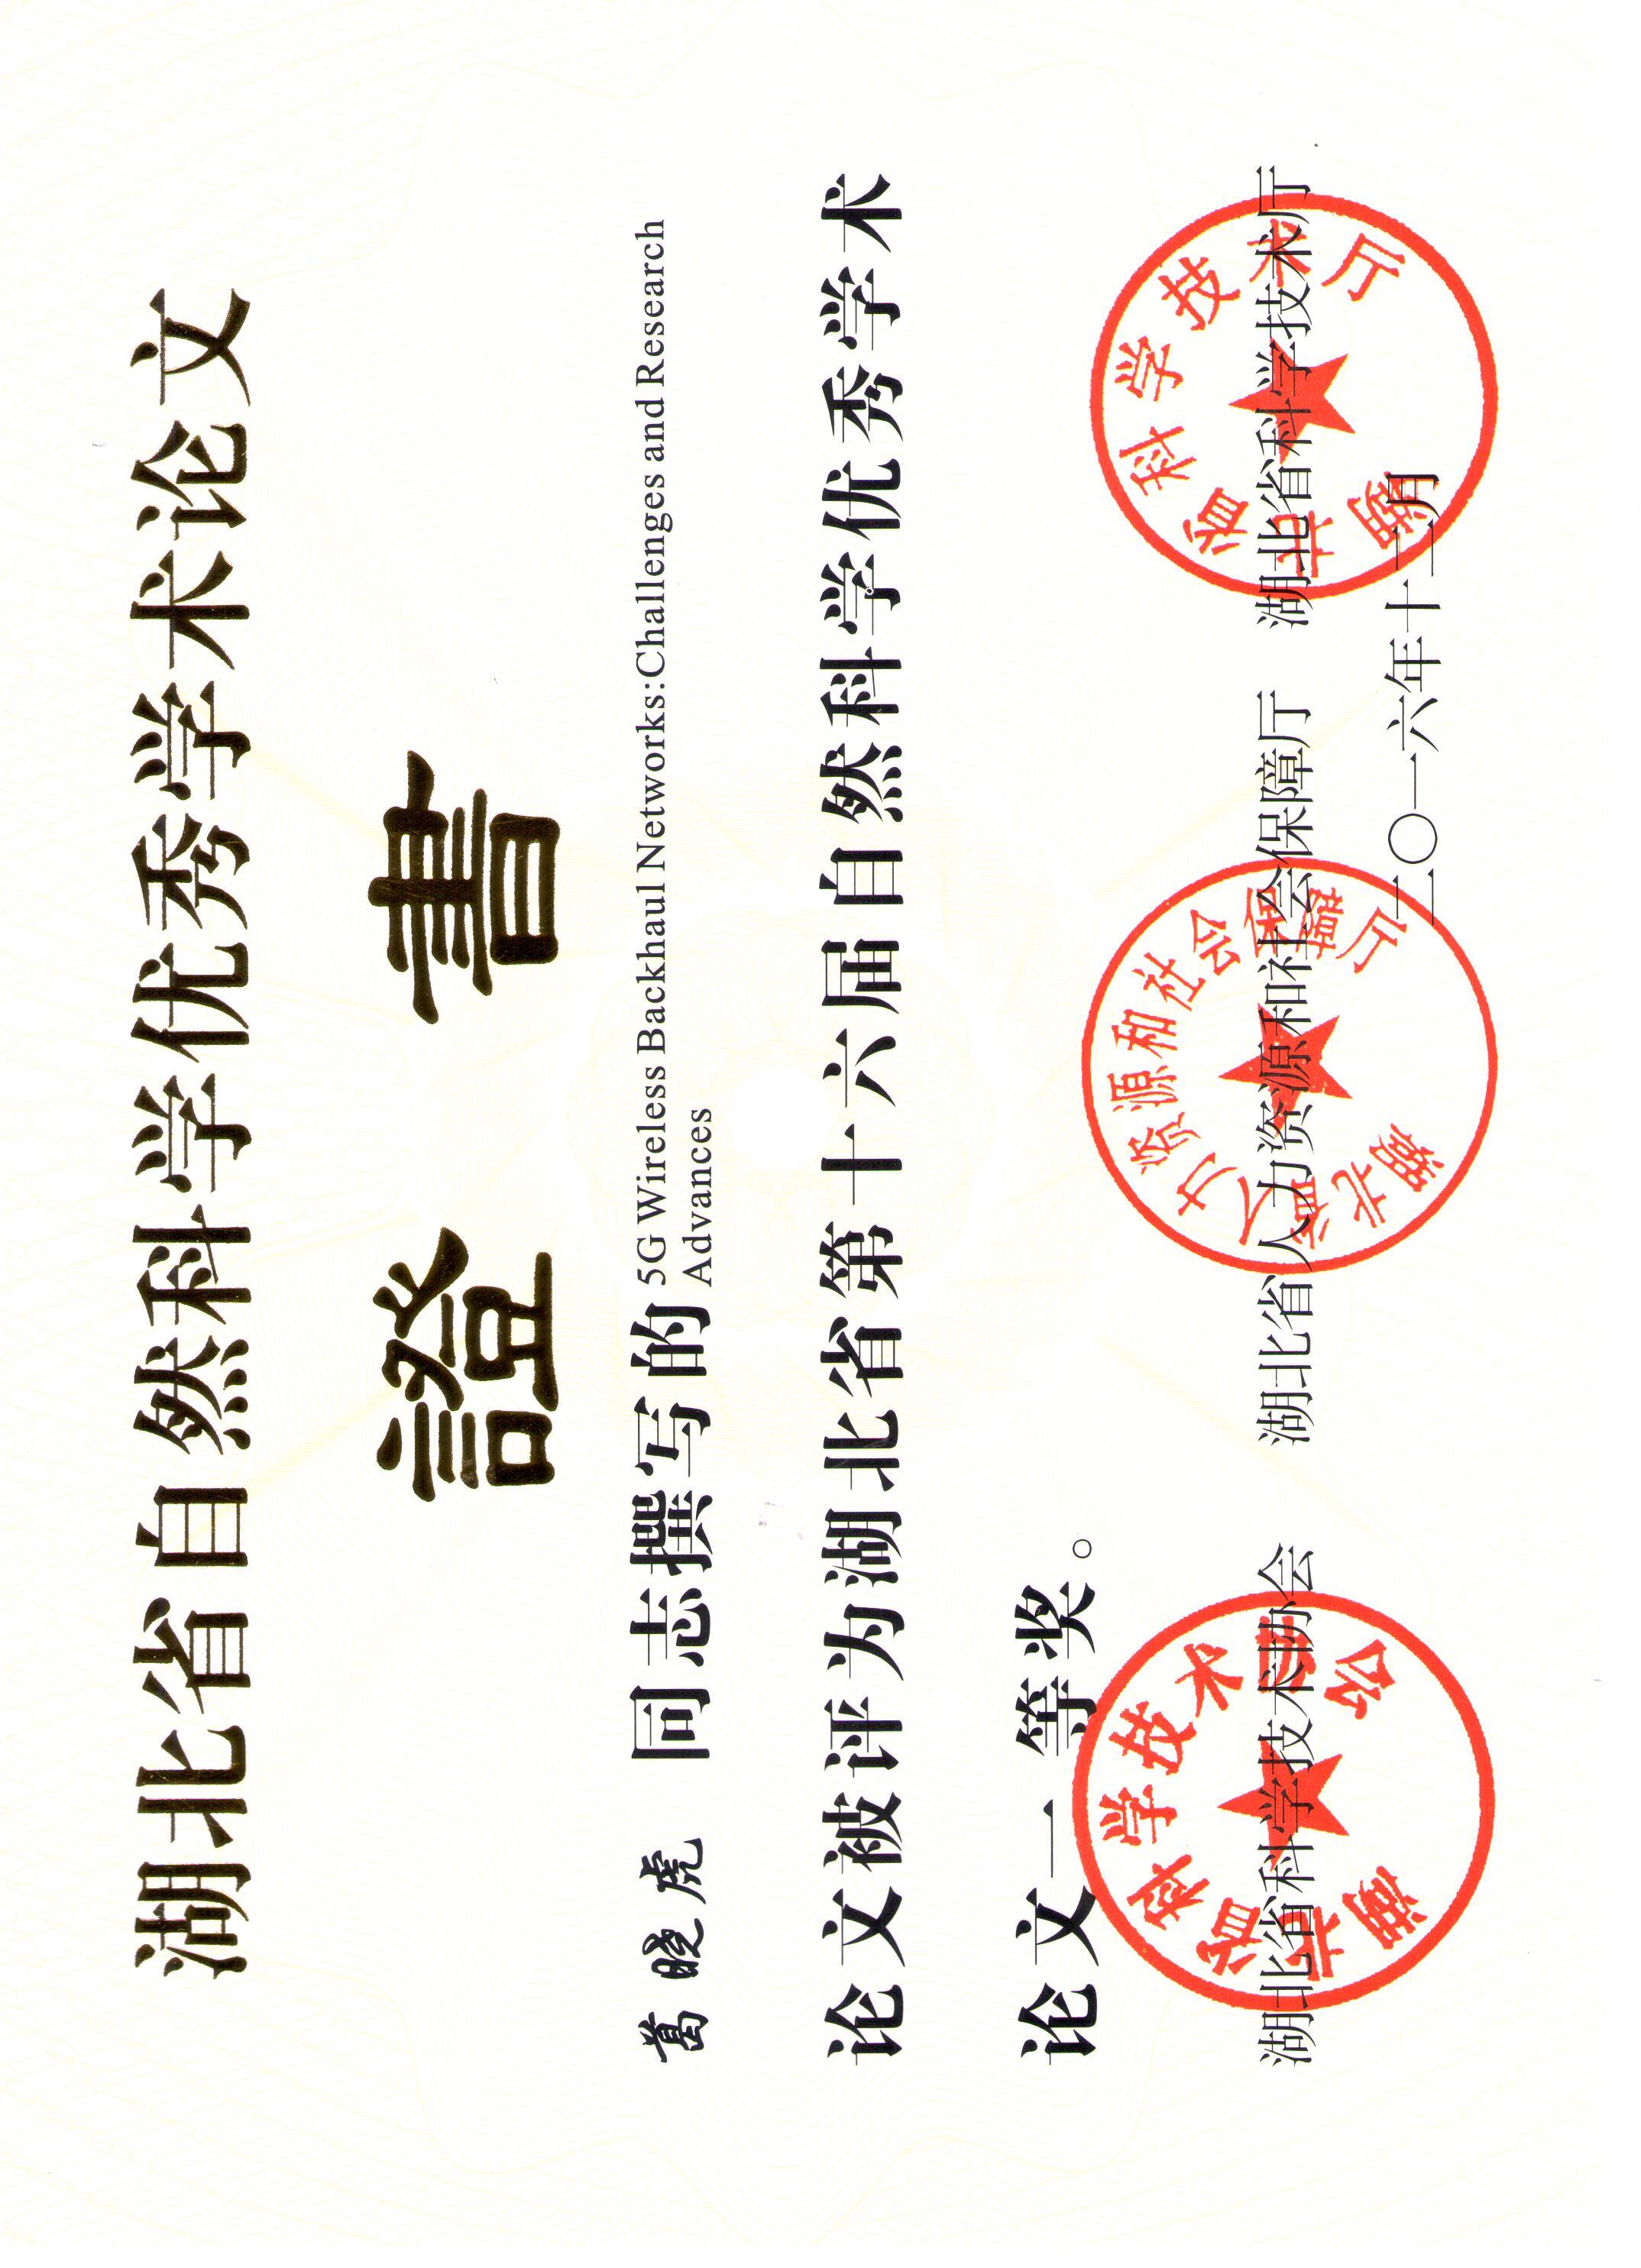 湖北省自然科学优秀学术论文
證書
葛晓虎 同志撰写的 5G Wireless Backhaul Networks:Challenges and Research
Advances
论文被评为湖北省第十六届自然科学优秀学术
论文一等奖。
湖北省科学技术协会 湖北省人力资源和社会保障厅 湖北省科学技术厅
二〇一六年十二月
湖北省科学技术协会
湖北省人力资源和社会保障厅
湖北省科学技术厅